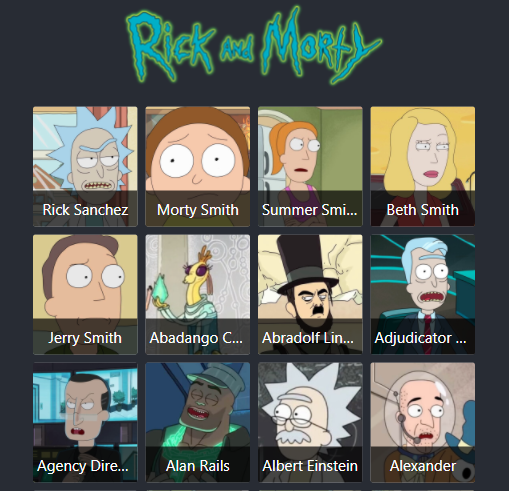 Rick and Morty
Rick Sanchez
Morty Smith
Summer Smi...
Beth Smith
Jerry Smith
Abadango C...
Abradolf Lin...
Adjudicator ...
Agency Dire...
Alan Rails
Albert Einstein
Alexander